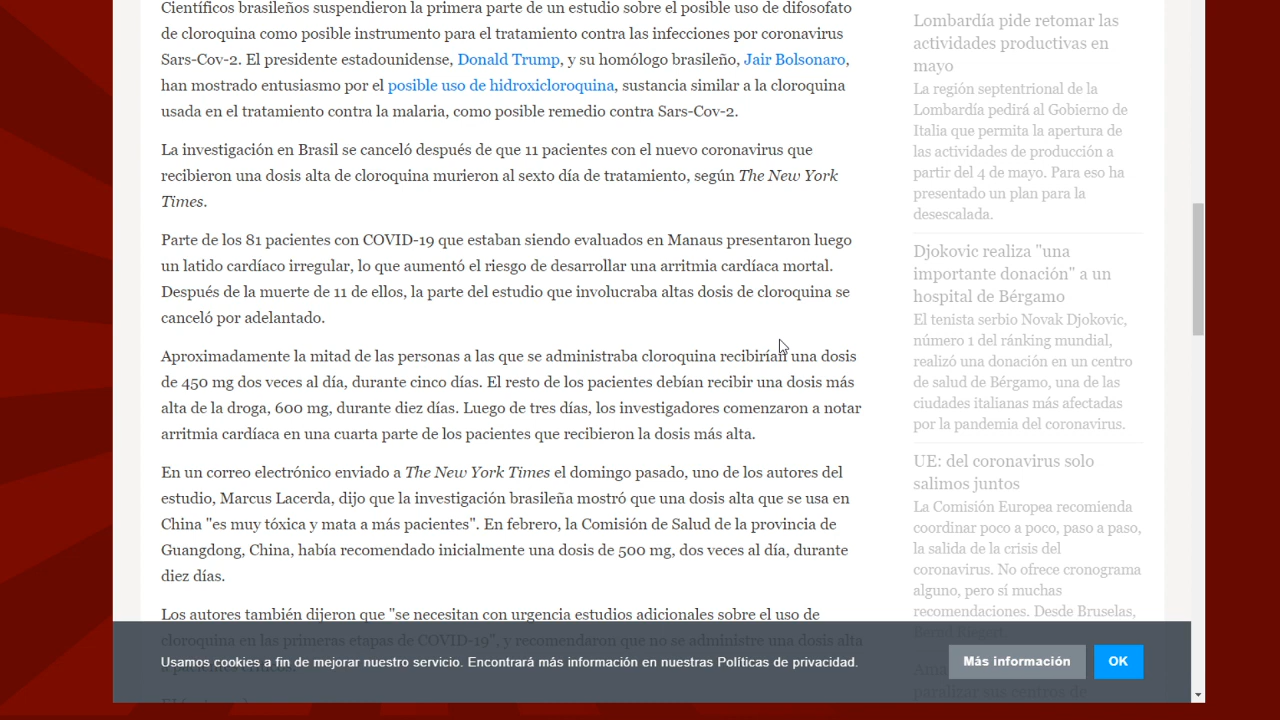 Científicos brasileños suspendieron la primera parte de un estudio sobre el posible uso de difosofato
de cloroquina como posible instrumento para el tratamiento contra las infecciones por coronavirus
Sars-Cov-2. El presidente estadounidense, Donald Trump, y su homólogo brasileño, Jair Bolsonaro,
han mostrado entusiasmo por el posible uso de hidroxicloroquina, sustancia similar a la cloroquina
usada en el tratamiento contra la malaria, como posible remedio contra Sars-Cov-2.
La investigación en Brasil se canceló después de que 11 pacientes con el nuevo coronavirus que
recibieron una dosis alta de cloroquina murieron al sexto día de tratamiento, según The New York
Times.
Parte de los 81 pacientes con COVID-19 que estaban siendo evaluados en Manaus presentaron luego
un latido cardíaco irregular, lo que aumentó el riesgo de desarrollar una arritmia cardíaca mortal.
Después de la muerte de 11 de ellos, la parte del estudio que involucraba altas dosis de cloroquina se
canceló por adelantado.
Aproximadamente la mitad de las personas a las que se administraba cloroquina recibirían una dosis
de 450 mg dos veces al día, durante cinco días. El resto de los pacientes debían recibir una dosis más
alta de la droga, 600 mg, durante diez días. Luego de tres días, los investigadores comenzaron a notar
arritmia cardíaca en una cuarta parte de los pacientes que recibieron la dosis más alta.
En un correo electrónico enviado a The New York Times el domingo pasado, uno de los autores del
estudio, Marcus Lacerda, dijo que la investigación brasileña mostró que una dosis alta que se usa en
China "es muy tóxica y mata a más pacientes". En febrero, la Comisión de Salud de la provincia de
Guangdong, China, había recomendado inicialmente una dosis de 500 mg, dos veces al día, durante
diez días.
Los autores también dijeron que "se necesitan con urgencia estudios adicionales sobre el uso de
cloroquina en las primeras etapas de COVID-19", y recomendaron que no se administre una dosis alta
Usamos cookies a fin de mejorar nuestro servicio. Encontrará más información en nuestras Políticas de privacidad.
Más información
OK
Lombardía pide retomar las
actividades productivas en
mayo
La región septentrional de la
Lombardía pedirá al Gobierno de
Italia que permita la apertura de
las actividades de producción a
partir del 4 de mayo. Para eso ha
presentado un plan para la
desescalada.
Djokovic realiza "una
importante donación" a un
hospital de Bérgamo
El tenista serbio Novak Djokovic,
número 1 del ránking mundial,
realizó una donación en un centro
de salud de Bérgamo, una de las
ciudades italianas más afectadas
por la pandemia del coronavirus.
UE: del coronavirus solo
salimos juntos
La Comisión Europea recomienda
coordinar poco a poco, paso a paso,
la salida de la crisis del
coronavirus. No ofrece cronograma
alguno, pero sí muchas
recomendaciones. Desde Bruselas,
Bernd Riegert.
paralizar sus centros de